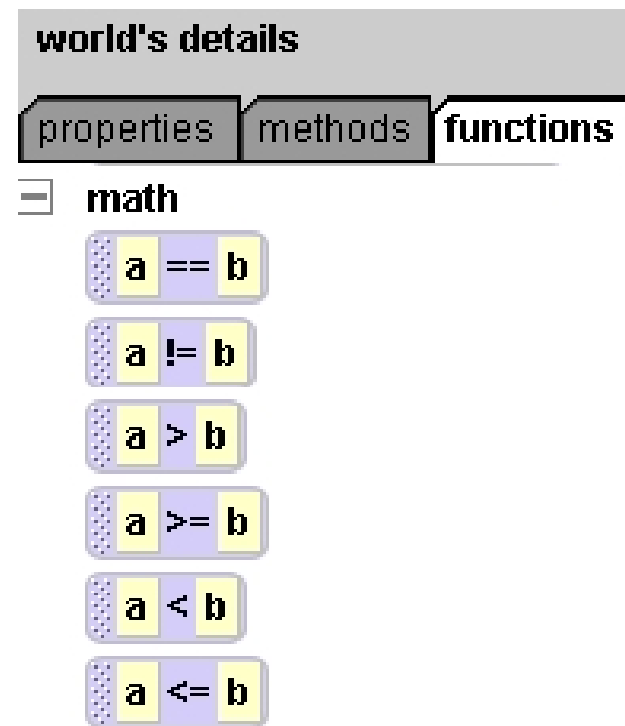 world's details
properties methods functions
math
a == b
a != b
a > b
a >= b
a < b
a <= b